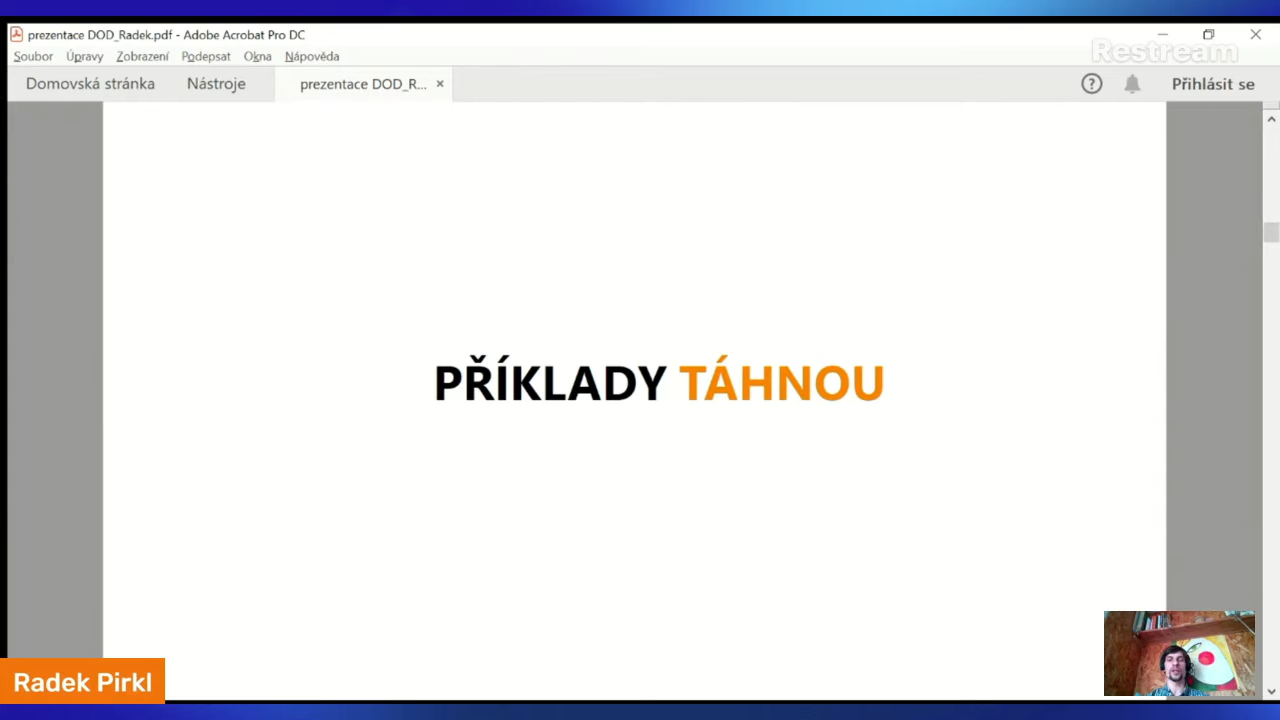 prezentace DOD_Radek.pdf - Adobe Acrobat Pro DC
Restream
Soubor Úpravy Zobrazení Podepsat Okna Nápověda
Domovská stránka Nástroje prezentace DOD_R... × ? Přihlásit se
PŘÍKLADY TÁHNOU
Radek Pirkl